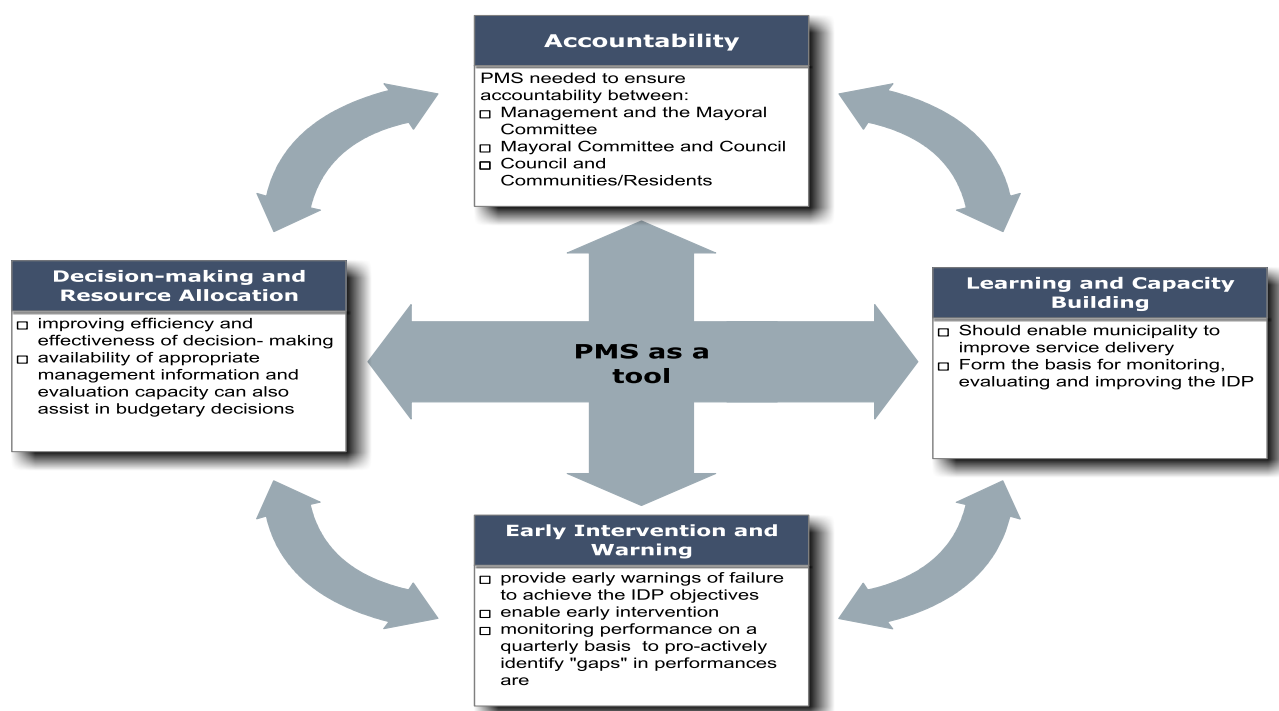 Accountability
PMS needed to ensure
accountability between:
Management and the Mayoral
Committee
Mayoral Committee and Council
Council and
Communities/Residents
Decision-making and
Resource Allocation
improving efficiency and
effectiveness of decision- making
availability of appropriate
management information and
evaluation capacity can also
assist in budgetary decisions
PMS as a
tool
Learning and Capacity
Building
Should enable municipality to
improve service delivery
Form the basis for monitoring,
evaluating and improving the IDP
Early Intervention and
Warning
provide early warnings of failure
to achieve the IDP objectives
enable early intervention
monitoring performance on a
quarterly basis  to pro-actively
identify "gaps" in performances
are